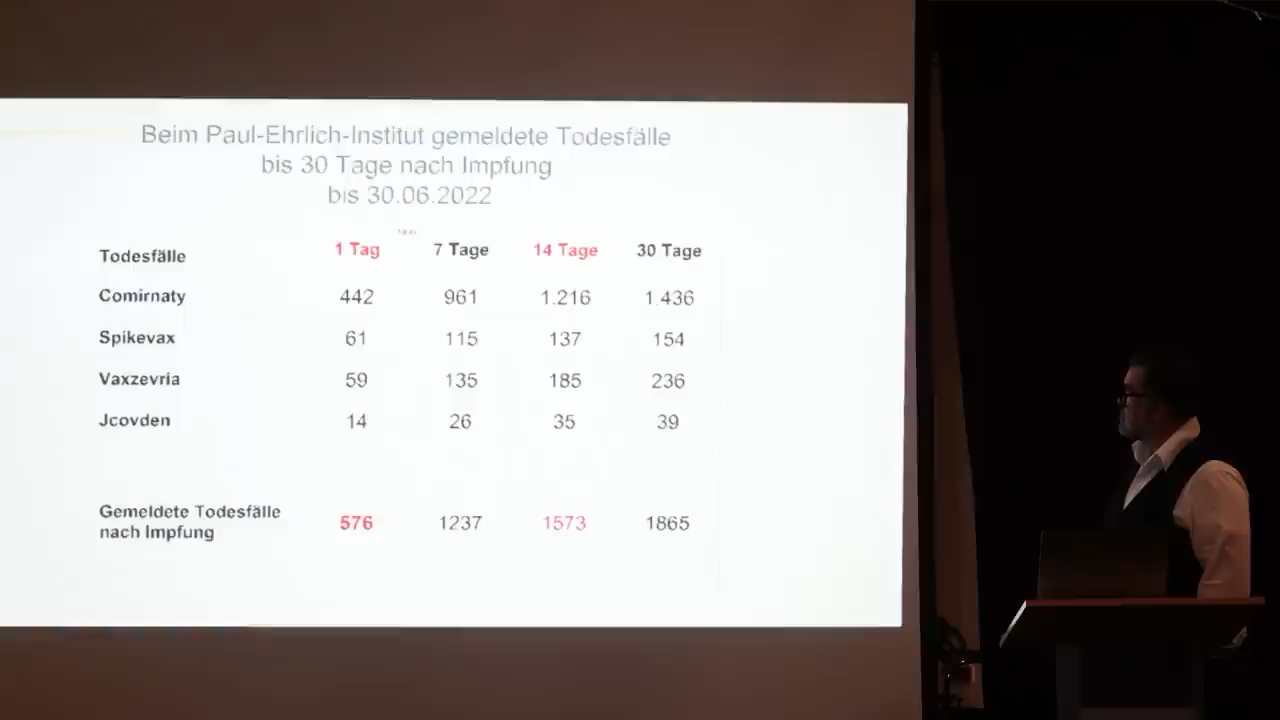 Beim Paul-Ehrlich-Institut gemeldete Todesfälle
bis 30 Tage nach Impfung
bis 30.06.2022
Todesfälle 1 Tag 7 Tage 14 Tage 30 Tage
Comirnaty 442 961 1.216 1.436
Spikevax 61 115 137 154
Vaxzevria 59 135 185 236
Jcovden 14 26 35 39
Gemeldete Todesfälle
nach Impfung 576 1237 1573 1865